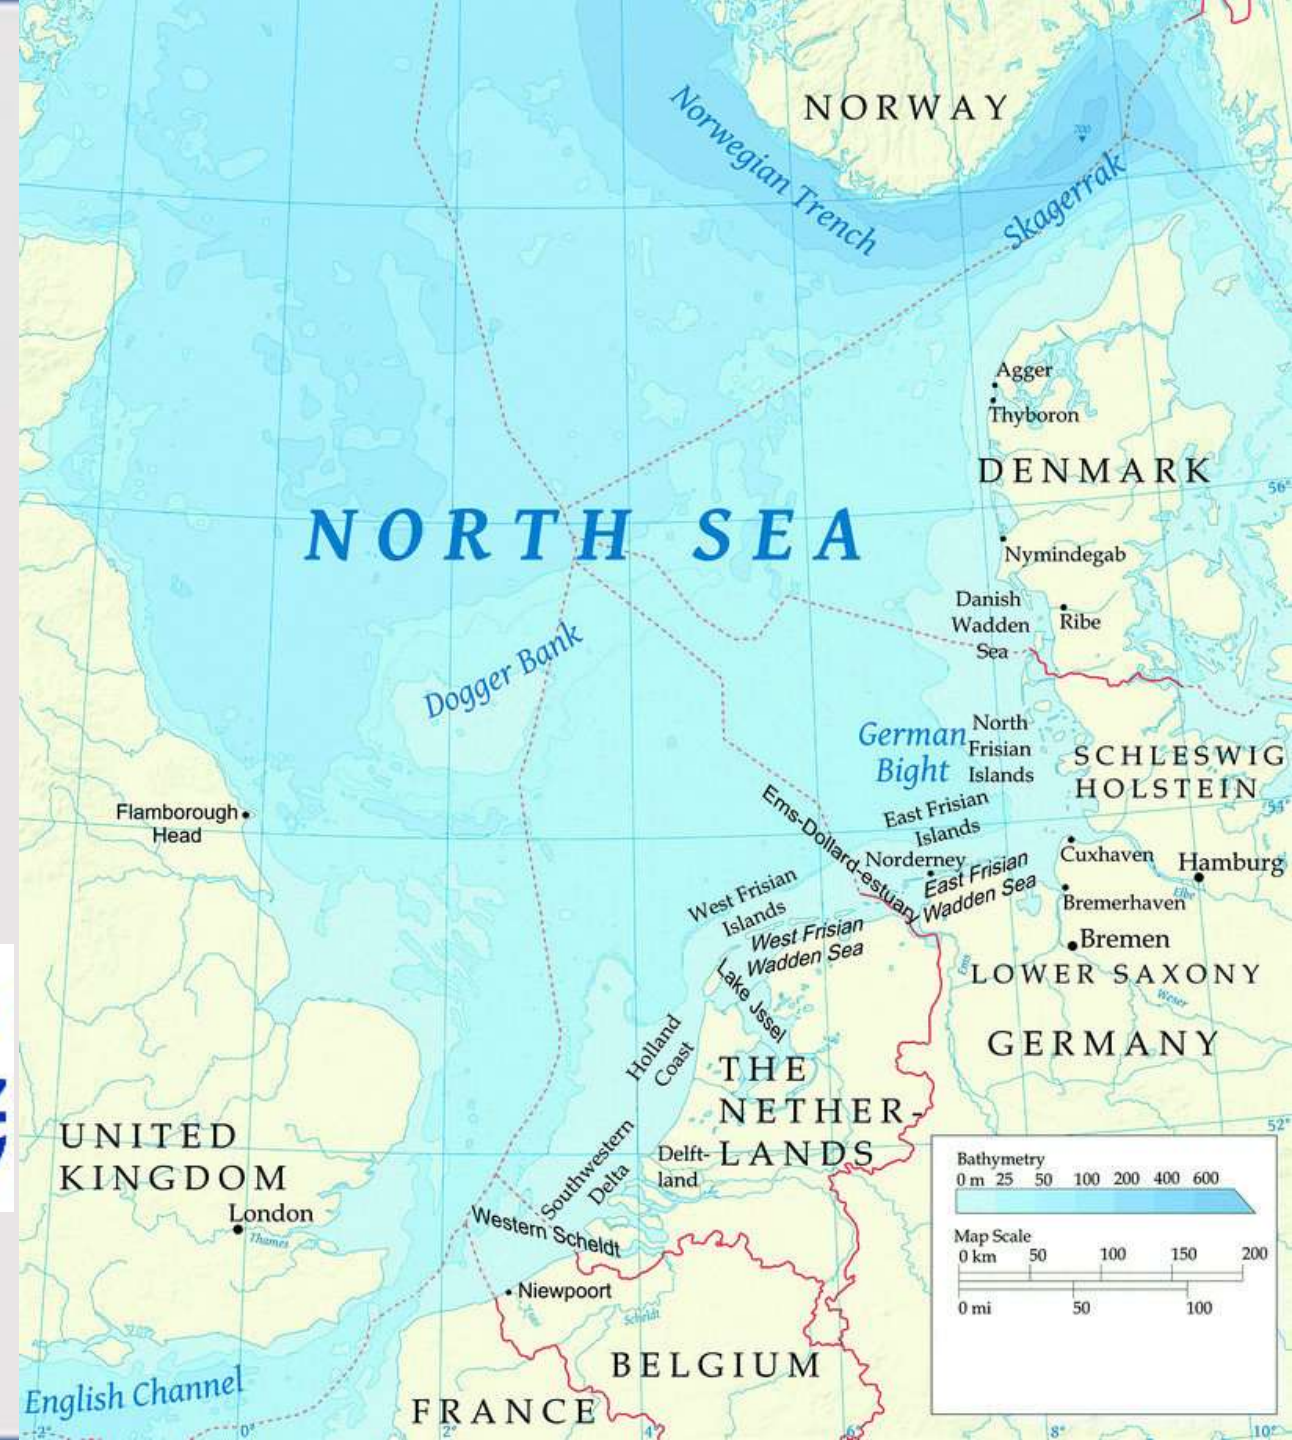 NORWAY
Norwegian Trench
700
Skagerrak
Agger
Thyboron
DENMARK
56°
NORTH SEA
Nymindegab
Danish
Wadden
Sea
Ribe
Dogger Bank
German
Bight
North
Frisian
Islands
SCHLESWIG
HOLSTEIN
Flamborough
Head
Ems-Dollard-estuary
East Frisian
Islands
Norderney
East Frisian
Wadden Sea
Cuxhaven
Hamburg
Elbe
Bremerhaven
Bremen
West Frisian
Islands
West Frisian
Wadden Sea
Lake Jssel
Ems
LOWER SAXONY
Weser
GERMANY
Holland
Coast
THE
NETHER-
LANDS
52°
UNITED
KINGDOM
London
Thames
Southwestern
Delta
Delft-
land
Western Scheldt
Niewpoort
Scheldt
BELGIUM
FRANCE
English Channel
Bathymetry
0 m 25 50 100 200 400 600
Map Scale
0 km 50 100 150 200
0 mi 50 100
-2° 0° 2° 4° 6° 8° 10°